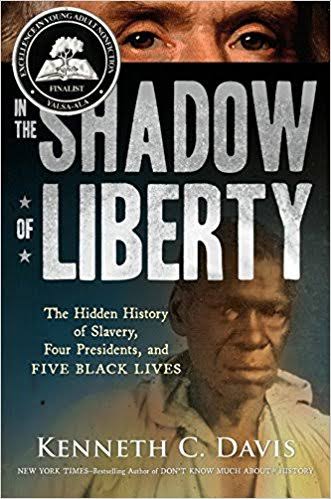 EXCELLENCE IN YOUNG ADULT NONFICTION
FINALIST
YALSA-ALA
IN THE
SHADOW
OF
LIBERTY
The Hidden History
of Slavery,
Four Presidents, and
FIVE BLACK LIVES
KENNETH C. DAVIS
NEW YORK TIMES-Bestselling Author of DON'T KNOW MUCH ABOUT® HISTORY